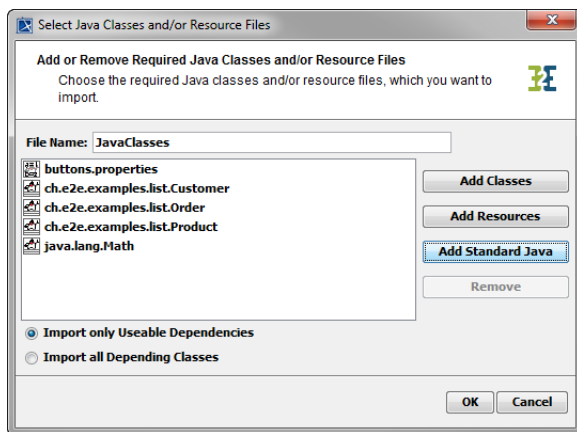 Select Java Classes and/or Resource Files
Add or Remove Required Java Classes and/or Resource Files
Choose the required Java classes and/or resource files, which you want to
import.
File Name: JavaClasses
buttons.properties
ch.e2e.examples.list.Customer
ch.e2e.examples.list.Order
ch.e2e.examples.list.Product
java.lang.Math
Add Classes
Add Resources
Add Standard Java
Remove
Import only Useable Dependencies
Import all Depending Classes
OK Cancel